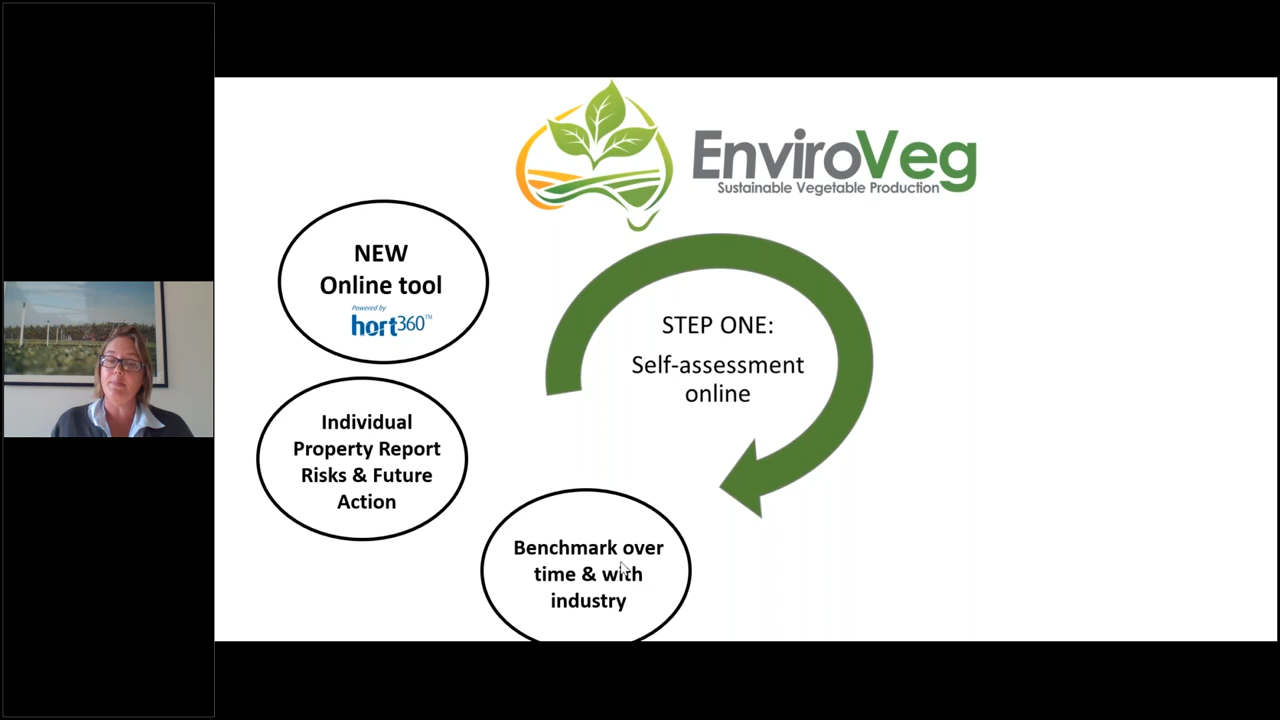 EnviroVeg
Sustainable Vegetable Production
NEW
Online tool
Powered by
hort360™
STEP ONE:
Self-assessment
online
Individual
Property Report
Risks & Future
Action
Benchmark over
time & with
industry